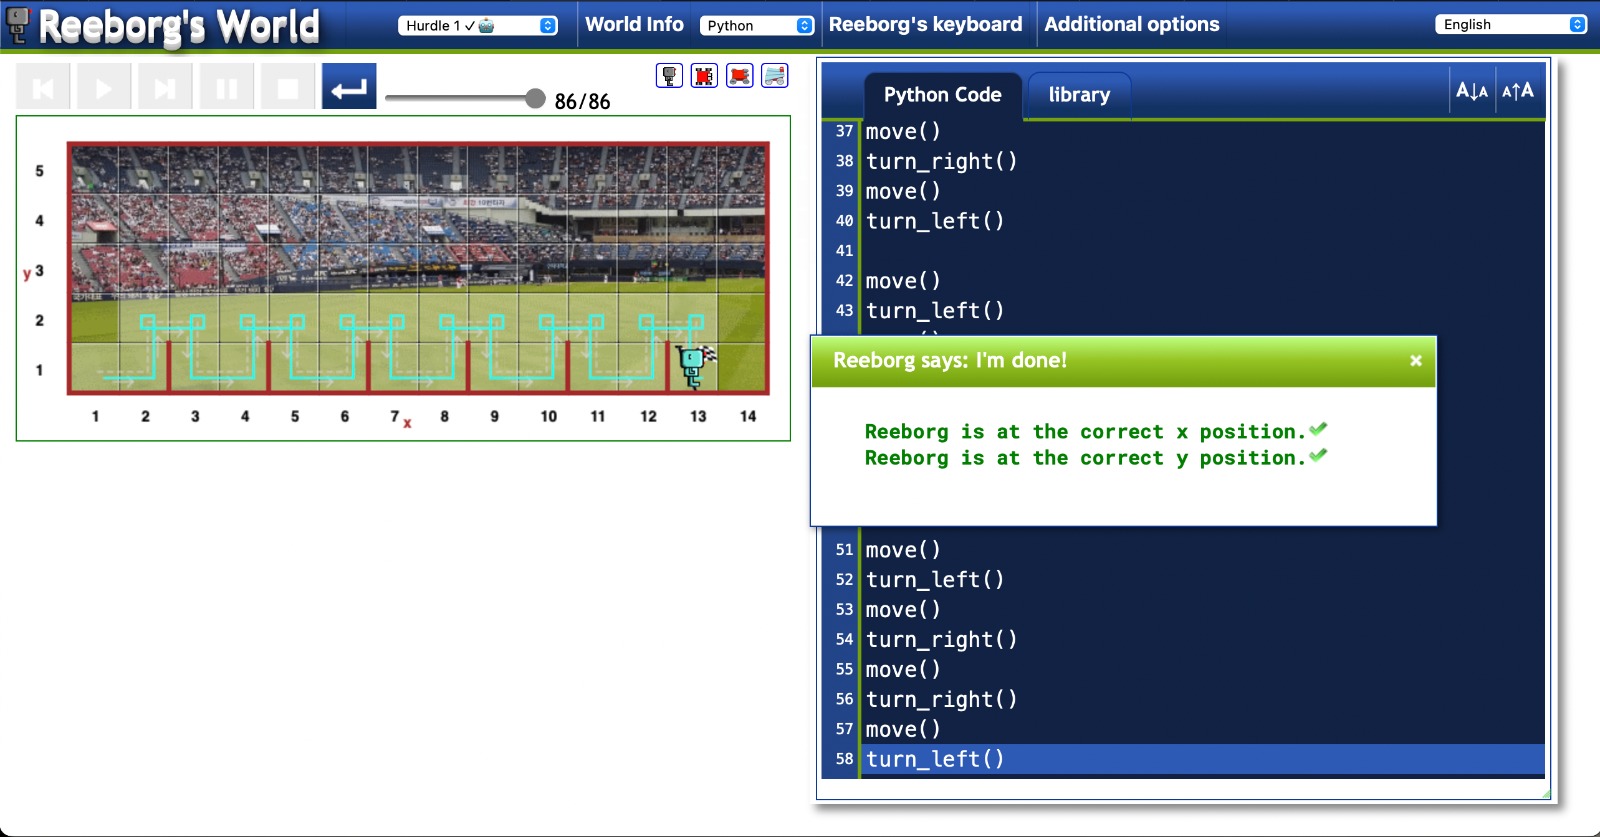 Reeborg's World
Hurdle 1 ✓
World Info
Python
Reeborg's keyboard
Additional options
English
86/86
Python Code
library
A↓A
A↑A
5
4
y 3
2
1
1 2 3 4 5 6 7 x 8 9 10 11 12 13 14
37 move()
38 turn_right()
39 move()
40 turn_left()
41
42 move()
43 turn_left()
Reeborg says: I'm done!
×
Reeborg is at the correct x position.✔
Reeborg is at the correct y position.✔
51 move()
52 turn_left()
53 move()
54 turn_right()
55 move()
56 turn_right()
57 move()
58 turn_left()